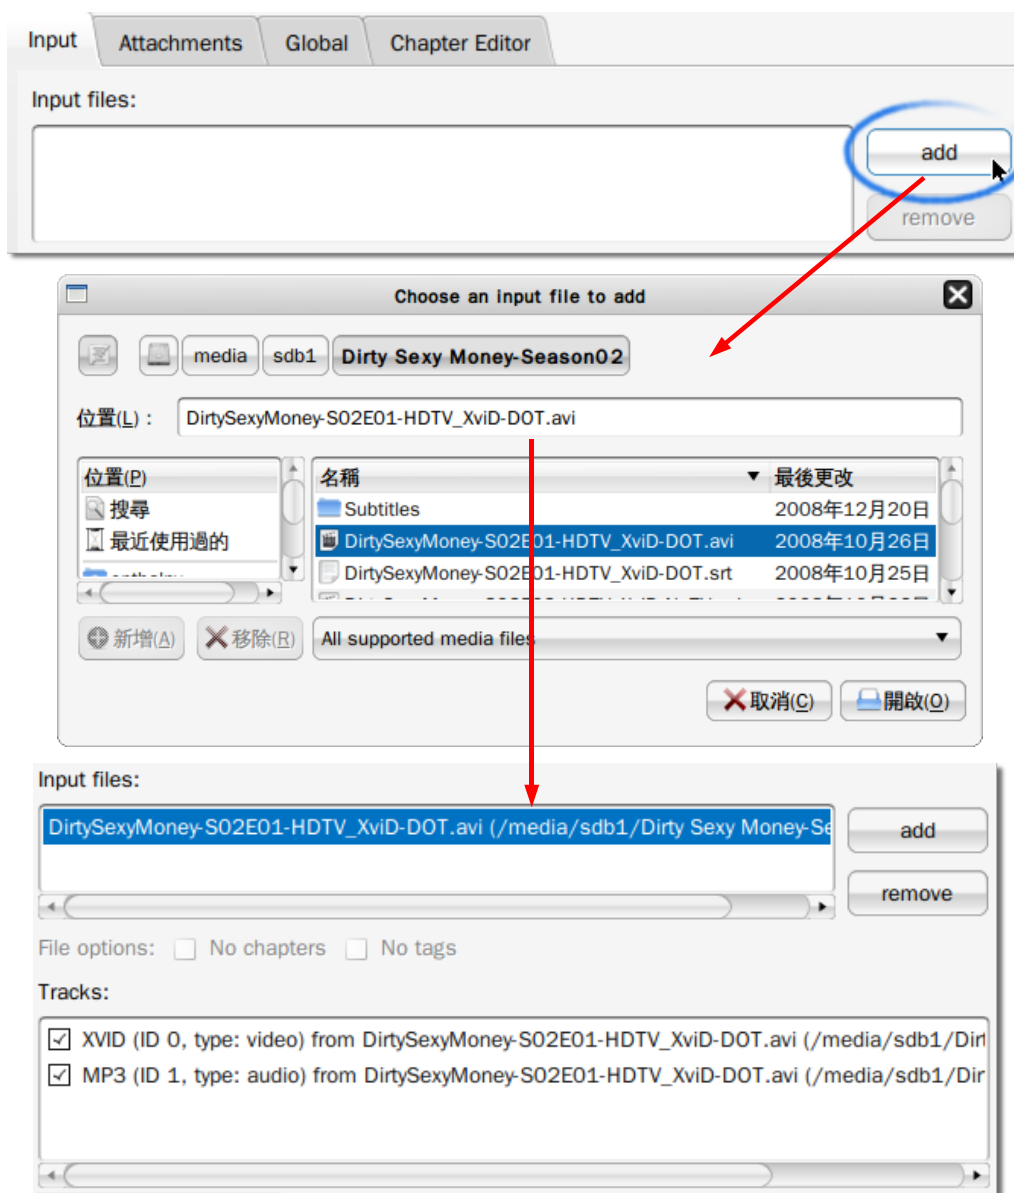 Input Attachments Global Chapter Editor
Input files:
add
remove
Choose an input file to add
media sdb1 Dirty Sexy Money-Season02
位置(L)： DirtySexyMoney-S02E01-HDTV_XviD-DOT.avi
位置(P) 名稱 最後更改
搜尋 Subtitles 2008年12月20日
最近使用過的 DirtySexyMoney-S02E01-HDTV_XviD-DOT.avi 2008年10月26日
DirtySexyMoney-S02E01-HDTV_XviD-DOT.srt 2008年10月25日
新增(A) 移除(R) All supported media files
取消(C) 開啟(O)
Input files:
DirtySexyMoney-S02E01-HDTV_XviD-DOT.avi (/media/sdb1/Dirty Sexy Money-Se add
remove
File options: No chapters No tags
Tracks:
XVID (ID 0, type: video) from DirtySexyMoney-S02E01-HDTV_XviD-DOT.avi (/media/sdb1/Dirt
MP3 (ID 1, type: audio) from DirtySexyMoney-S02E01-HDTV_XviD-DOT.avi (/media/sdb1/Dir